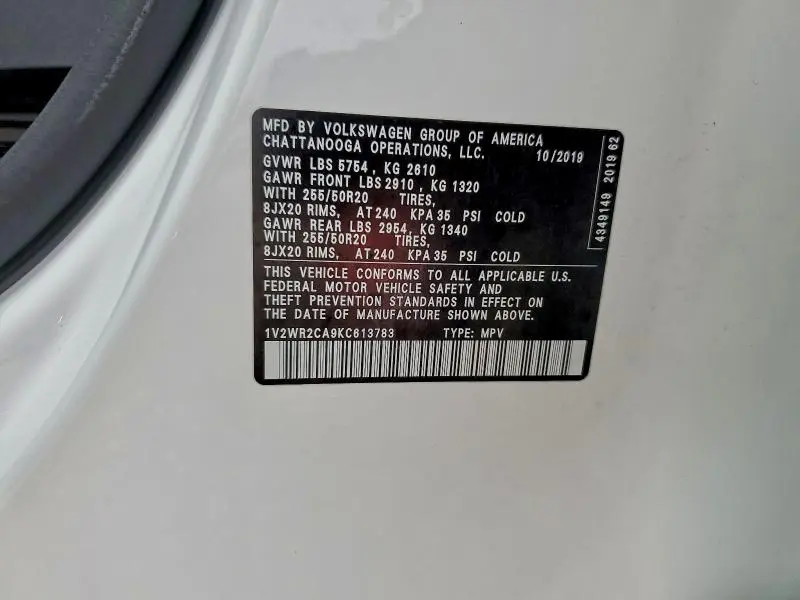 MFD BY VOLKSWAGEN GROUP OF AMERICA
CHATTANOOGA OPERATIONS, LLC. 10/2019
GVWR LBS 5754 , KG 2610
GAWR FRONT LBS 2910 , KG 1320
WITH 255/50R20 TIRES,
8JX20 RIMS, AT 240 KPA 35 PSI COLD
GAWR REAR LBS 2954 , KG 1340
WITH 255/50R20 TIRES,
8JX20 RIMS, AT 240 KPA 35 PSI COLD
THIS VEHICLE CONFORMS TO ALL APPLICABLE U.S.
FEDERAL MOTOR VEHICLE SAFETY AND
THEFT PREVENTION STANDARDS IN EFFECT ON
THE DATE OF MANUFACTURE SHOWN ABOVE.
1V2WR2CA9KC613783 TYPE: MPV
4349149 2019 62